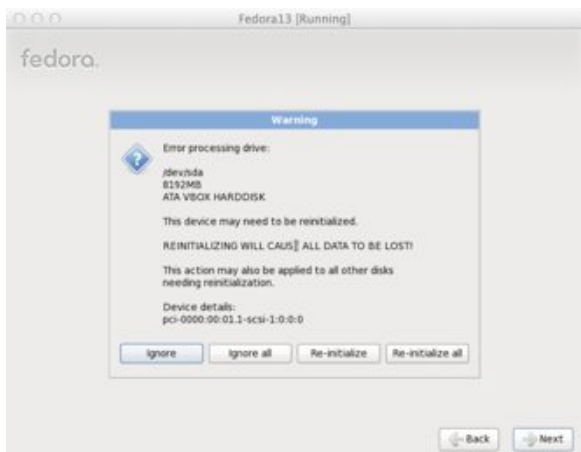 Fedora13 [Running]
fedora.
Warning
Error processing drive:
/dev/sda
8192MB
ATA VBOX HARDDISK
This device may need to be reinitialized.
REINITIALIZING WILL CAUSE ALL DATA TO BE LOST!
This action may also be applied to all other disks
needing reinitialization.
Device details:
pci-0000:00:01.1-scsi-1:0:0:0
Ignore
Ignore all
Re-initialize
Re-initialize all
Back
Next